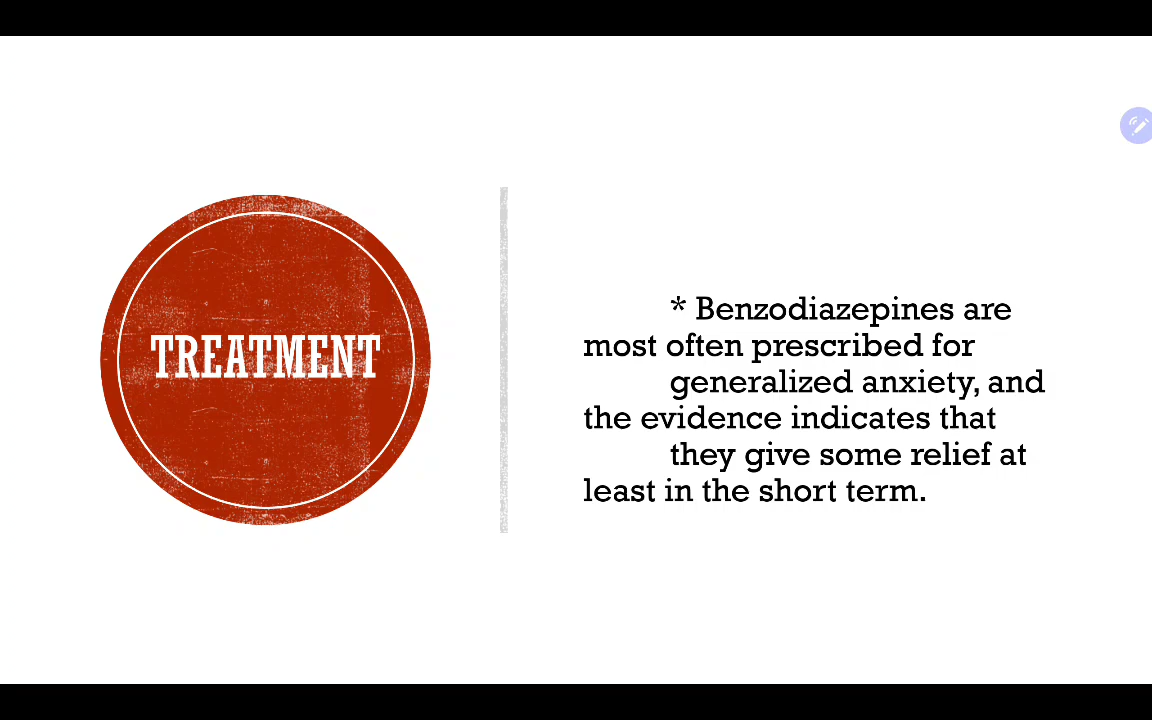 TREATMENT
* Benzodiazepines are
most often prescribed for
generalized anxiety, and
the evidence indicates that
they give some relief at
least in the short term.